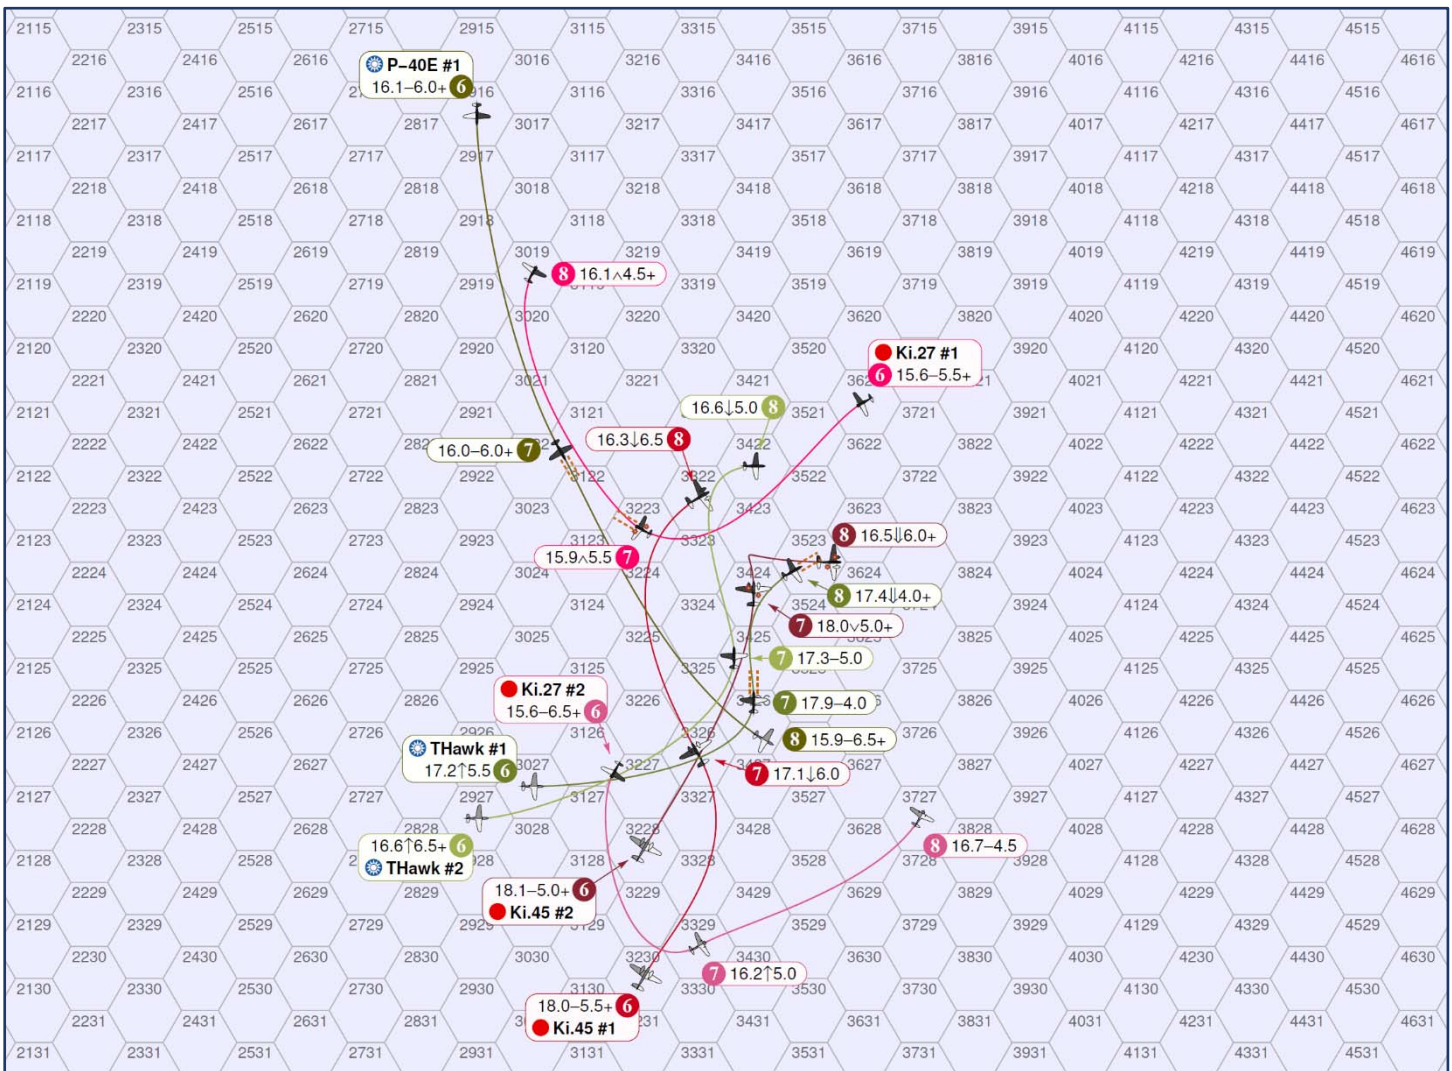 2115 2315 2515 2715 2915 3115 3315 3515 3715 3915 4115 4315 4515
2216 2416 2616 P–40E #1 3016 3216 3416 3616 3816 4016 4216 4416 4616
2116 2316 2516 16.1–6.0+ 6 3116 3316 3516 3716 3916 4116 4316 4516
2217 2417 2617 2817 3017 3217 3417 3617 3817 4017 4217 4417 4617
2117 2317 2517 2717 2917 3117 3317 3517 3717 3917 4117 4317 4517
2218 2418 2618 2818 3018 3218 3418 3618 3818 4018 4218 4418 4618
2118 2318 2518 2718 2918 3118 3318 3518 3718 3918 4118 4318 4518
2219 2419 2619 2819 3019 3219 3419 3619 3819 4019 4219 4419 4619
8 16.1∧4.5+
2119 2319 2519 2719 2919 3319 3519 3719 3919 4119 4319 4519
2220 2420 2620 2820 3020 3220 3420 3620 3820 4020 4220 4420 4620
2120 2320 2520 2720 2920 3120 3320 3520 Ki.27 #1 3920 4120 4320 4520
2221 2421 2621 2821 3021 3221 3421 6 15.6–5.5+ 4021 4221 4421 4621
16.6↓5.0 8
2121 2321 2521 2721 2921 3121 3521 3721 3921 4121 4321 4521
2222 2422 2622 16.0–6.0+ 7 16.3↓6.5 8 3422 3622 3822 4022 4222 4422 4622
2122 2322 2522 2722 2922 3122 3322 3522 3722 3922 4122 4322 4522
2223 2423 2623 2823 3023 3223 3423 3623 3823 4023 4223 4423 4623
2123 2323 2523 2723 2923 3123 3323 3523 8 16.5⇓6.0+ 3923 4123 4323 4523
15.9∧5.5 7
2224 2424 2624 2824 3024 3224 3424 3624 3824 4024 4224 4424 4624
8 17.4⇓4.0+
2124 2324 2524 2724 2924 3124 3324 3524 3924 4124 4324 4524
7 18.0∨5.0+
2225 2425 2625 2825 3025 3225 3425 3825 4025 4225 4425 4625
7 17.3–5.0
2125 2325 2525 2725 2925 3125 3325 3725 3925 4125 4325 4525
Ki.27 #2
2226 2426 2626 2826 3026 15.6–6.5+ 6 3226 7 17.9–4.0 3826 4026 4226 4426 4626
2126 2326 2526 2726 2926 3126 3326 8 15.9–6.5+ 3926 4126 4326 4526
THawk #1
2227 2427 2627 17.2↑5.5 6 3027 3227 7 17.1↓6.0 3627 3827 4027 4227 4427 4627
2127 2327 2527 2727 2927 3127 3327 3527 3727 3927 4127 4327 4527
2228 2428 2628 2828 3028 3228 3428 3628 3828 4028 4228 4428 4628
16.6↑6.5+ 6 8 16.7–4.5
2128 2328 2528 THawk #2 3128 3328 3528 3728 3928 4128 4328 4528
2229 2429 2629 2829 18.1–5.0+ 6 3229 3429 3629 3829 4029 4229 4429 4629
Ki.45 #2
2129 2329 2529 2729 2929 3129 3329 3529 3729 3929 4129 4329 4529
2230 2430 2630 2830 3030 3230 3430 3630 3830 4030 4230 4430 4630
7 16.2↑5.0
2130 2330 2530 2730 2930 3130 3330 3530 3730 3930 4130 4330 4530
18.0–5.5+ 6
2231 2431 2631 2831 Ki.45 #1 3431 3631 3831 4031 4231 4431 4631
2131 2331 2531 2731 2931 3131 3331 3531 3731 3931 4131 4331 4531